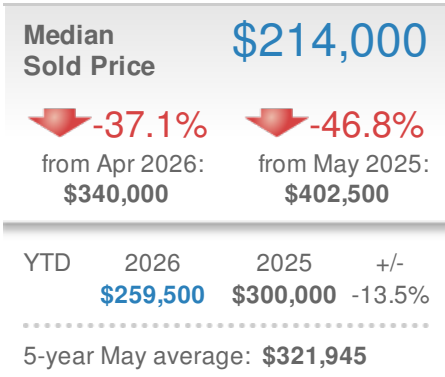 Median
Sold Price
$214,000
-37.1% -46.8%
from Apr 2026: from May 2025:
$340,000 $402,500
YTD 2026 2025 +/-
$259,500 $300,000 -13.5%
5-year May average: $321,945